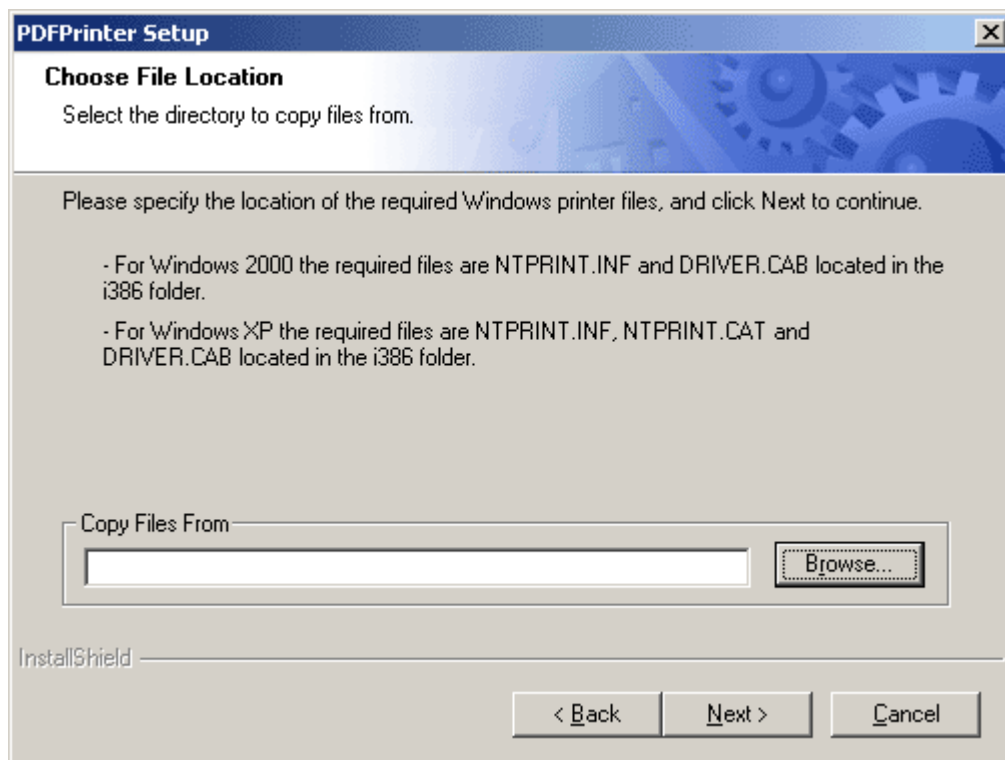 PDFPrinter Setup
Choose File Location
Select the directory to copy files from.
Please specify the location of the required Windows printer files, and click Next to continue.
- For Windows 2000 the required files are NTPRINT.INF and DRIVER.CAB located in the
i386 folder.
- For Windows XP the required files are NTPRINT.INF, NTPRINT.CAT and
DRIVER.CAB located in the i386 folder.
Copy Files From
Browse...
InstallShield
< Back
Next >
Cancel